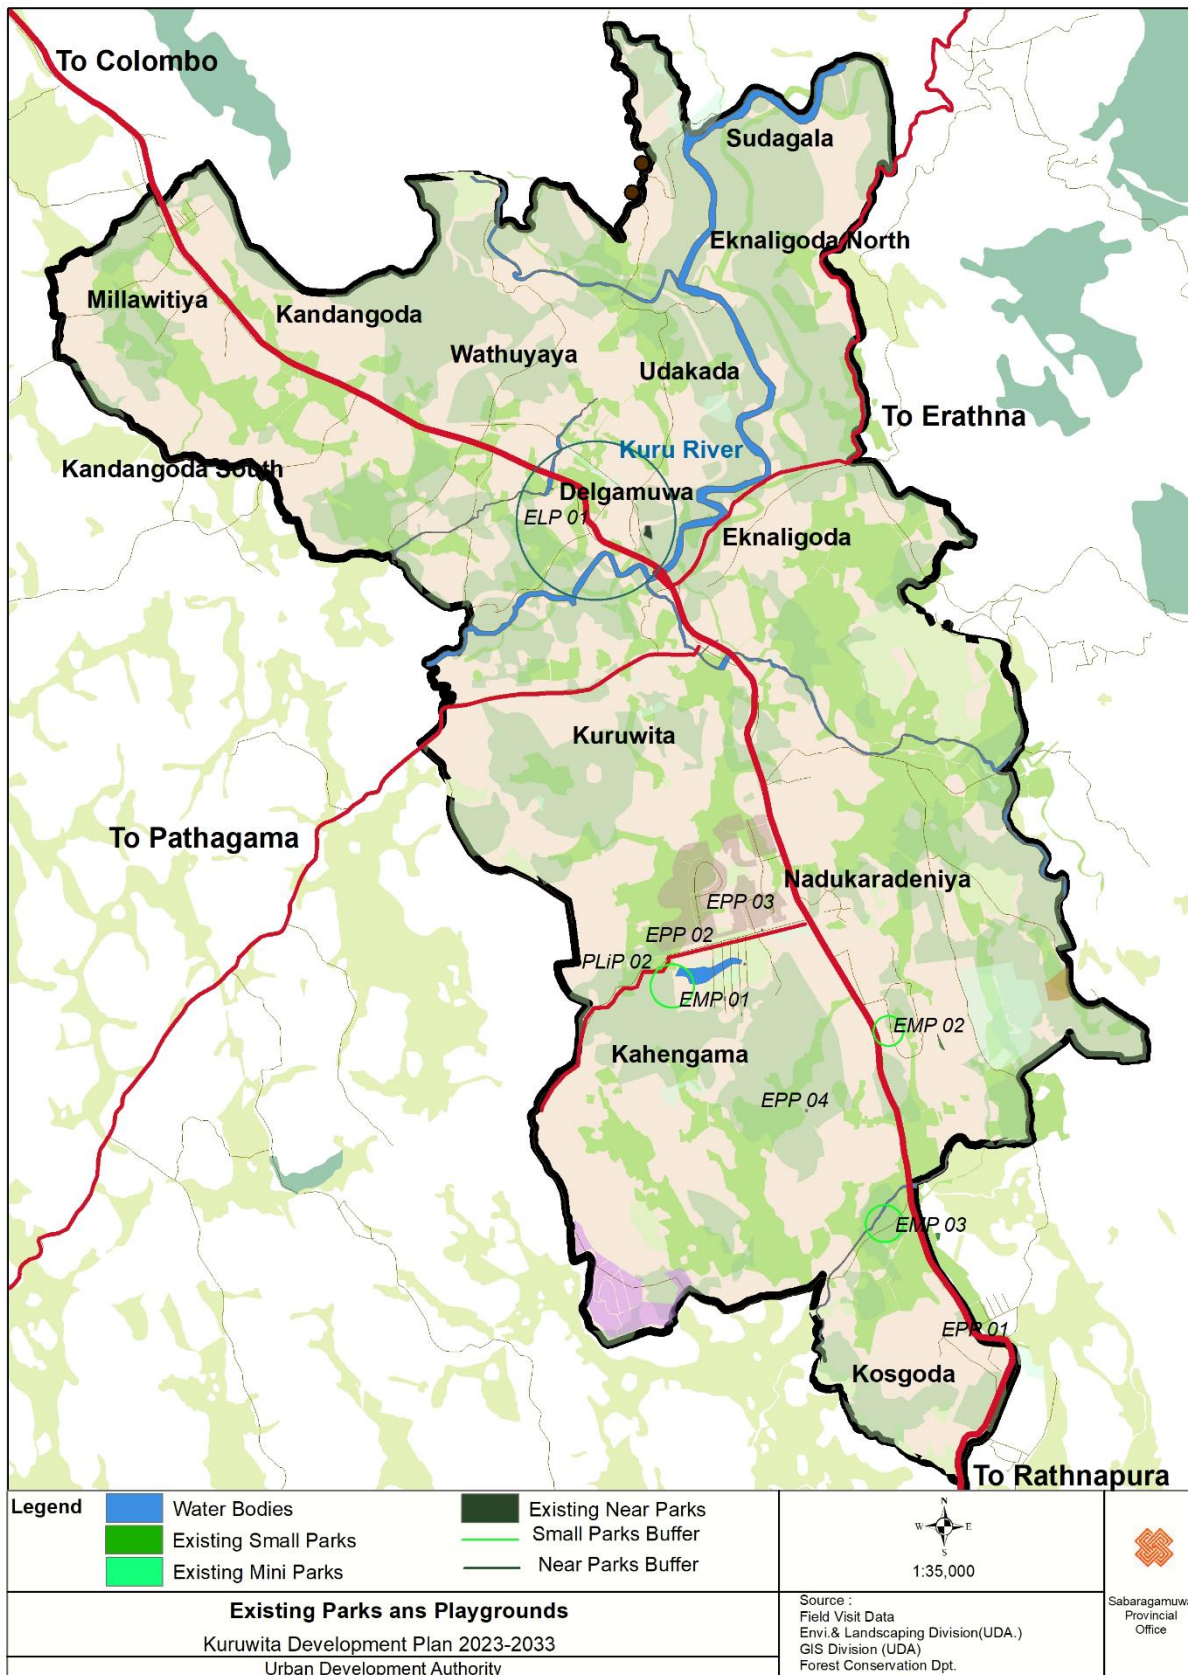 To Colombo
Sudagala
Eknaligoda North
Millawitiya
Kandangoda
Wathuyaya
Udakada
To Erathna
Kuru River
Kandangoda South
Delgamuwa
ELP 01
Eknaligoda
Kuruwita
To Pathagama
Nadukaradeniya
EPP 03
EPP 02
PLiP 02
EMP 01
EMP 02
Kahengama
EPP 04
EMP 03
EPP 01
Kosgoda
To Rathnapura
Legend
Water Bodies
Existing Small Parks
Existing Mini Parks
Existing Near Parks
Small Parks Buffer
Near Parks Buffer
N
W E
S
1:35,000
Sabaragamuwa
Provincial
Office
Existing Parks ans Playgrounds
Kuruwita Development Plan 2023-2033
Urban Development Authority
Source :
Field Visit Data
Envi.& Landscaping Division(UDA.)
GIS Division (UDA)
Forest Conservation Dpt.